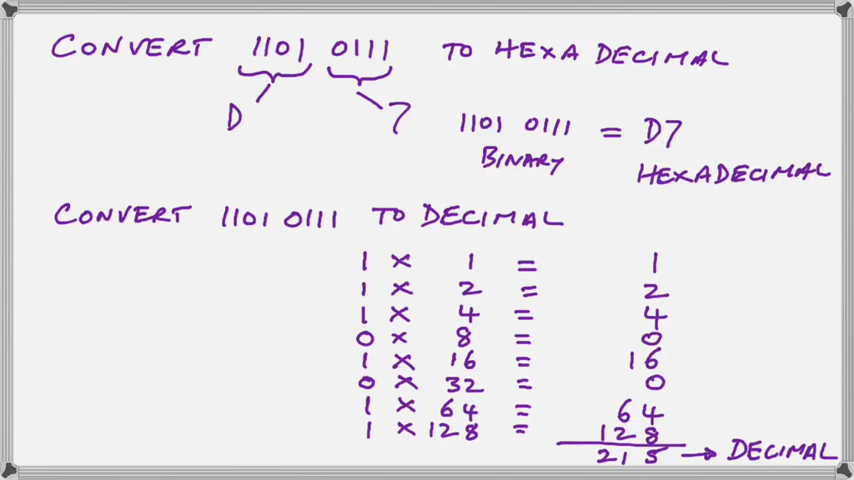 CONVERT 1101 0111 TO HEXA DECIMAL
D 7
1101 0111 = D7
BINARY HEXADECIMAL
CONVERT 1101 0111 TO DECIMAL
1 × 1 = 1
1 × 2 = 2
1 × 4 = 4
0 × 8 = 0
1 × 16 = 16
0 × 32 = 0
1 × 64 = 64
1 × 128 = 128
215 → DECIMAL